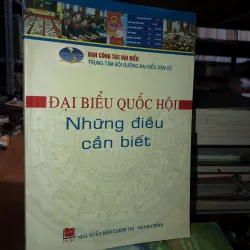 BAN CÔNG TÁC ĐẠI BIỂU
TRUNG TÂM BỒI DƯỠNG ĐẠI BIỂU DÂN CỬ
ĐẠI BIỂU QUỐC HỘI
Những điều
cần biết
NHÀ XUẤT BẢN CHÍNH TRỊ - HÀNH CHÍNH